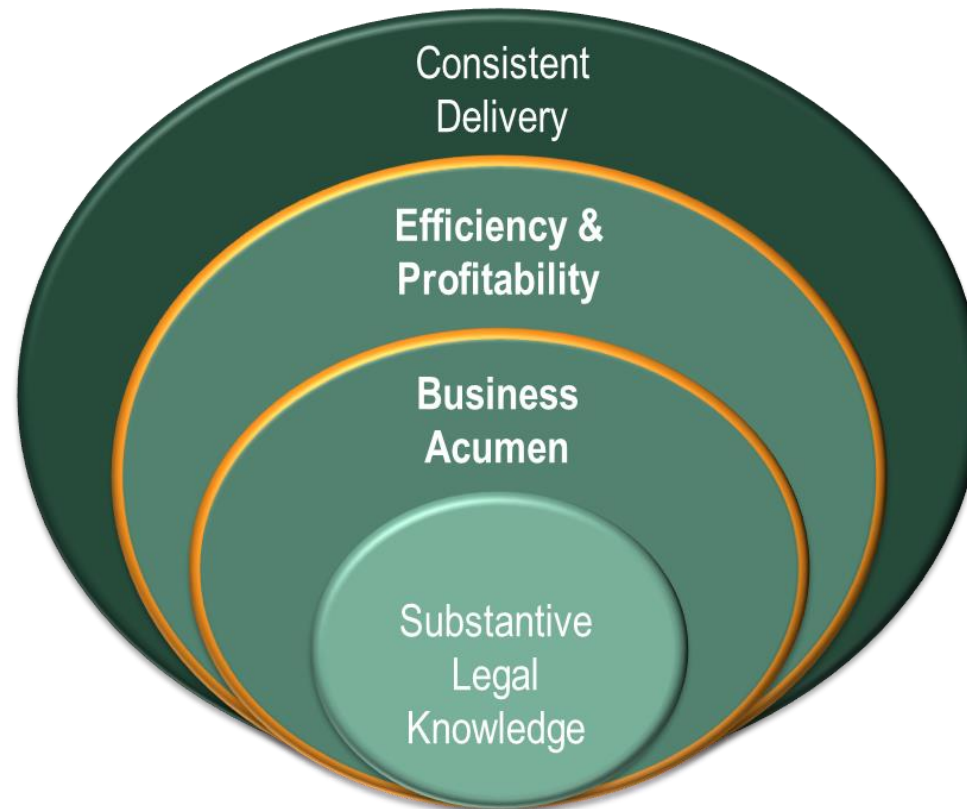 Consistent
Delivery
Efficiency &
Profitability
Business
Acumen
Substantive
Legal
Knowledge